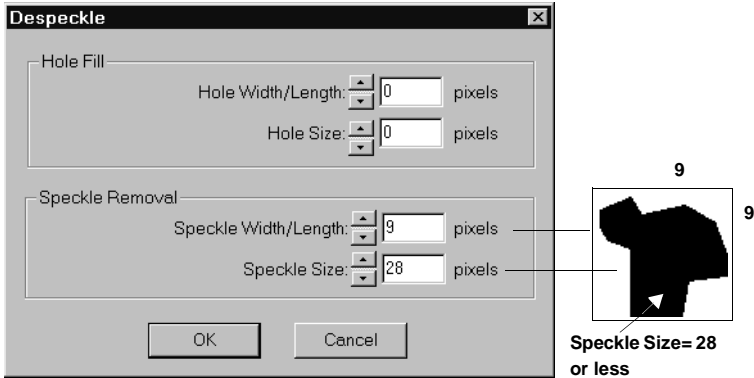 Despeckle
Hole Fill
Hole Width/Length: 0 pixels
Hole Size: 0 pixels
Speckle Removal
Speckle Width/Length: 9 pixels
Speckle Size: 28 pixels
OK Cancel
9
9
Speckle Size= 28
or less